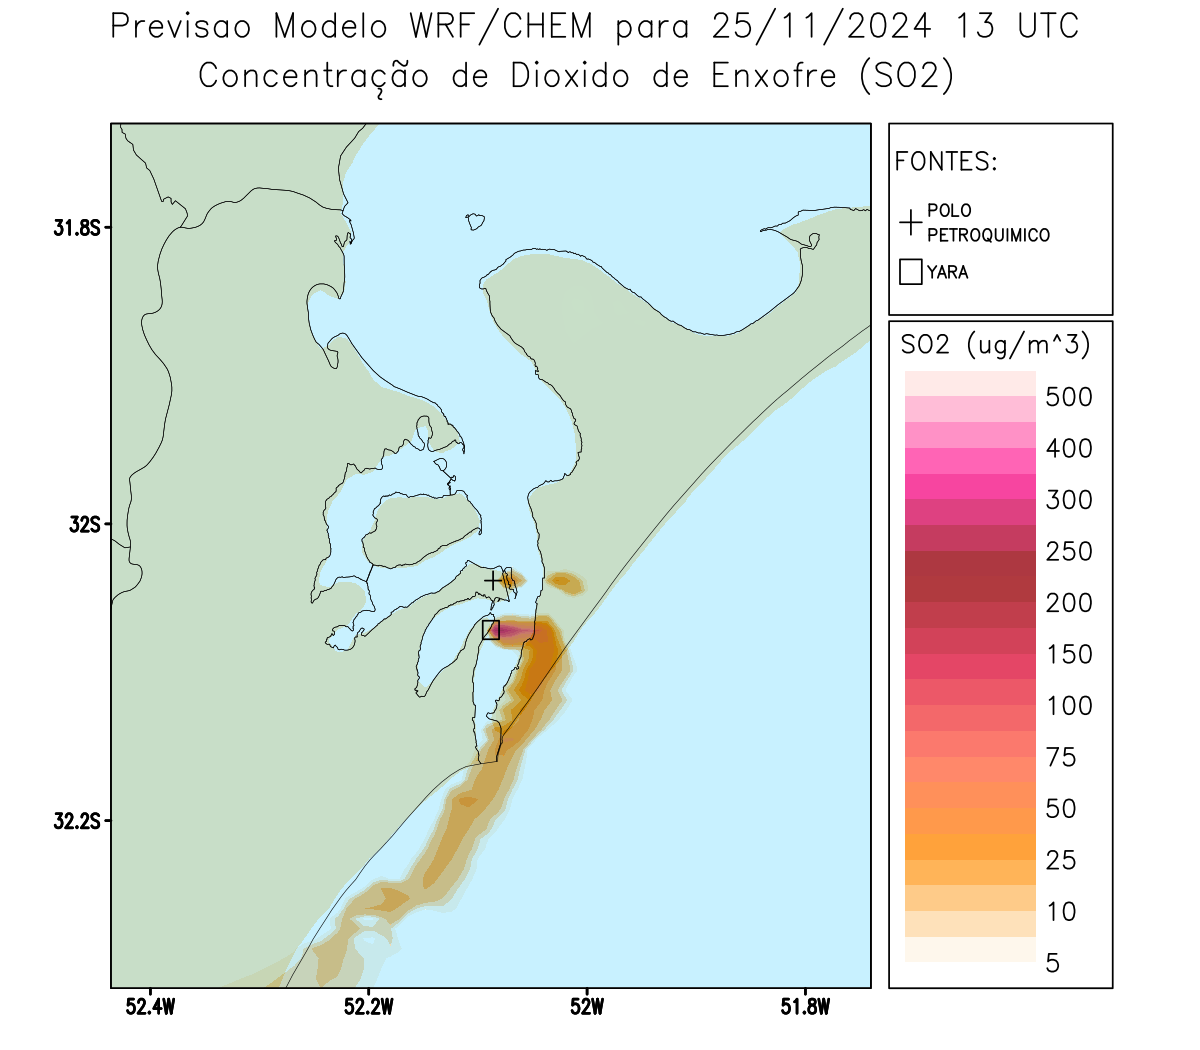 Previsao Modelo WRF/CHEM para 25/11/2024 13 UTC
Concentração de Dioxido de Enxofre (SO2)
FONTES:
POLO
PETROQUIMICO
YARA
31.8S
32S
32.2S
52.4W
52.2W
52W
51.8W
SO2 (ug/m^3)
500
400
300
250
200
150
100
75
50
25
10
5